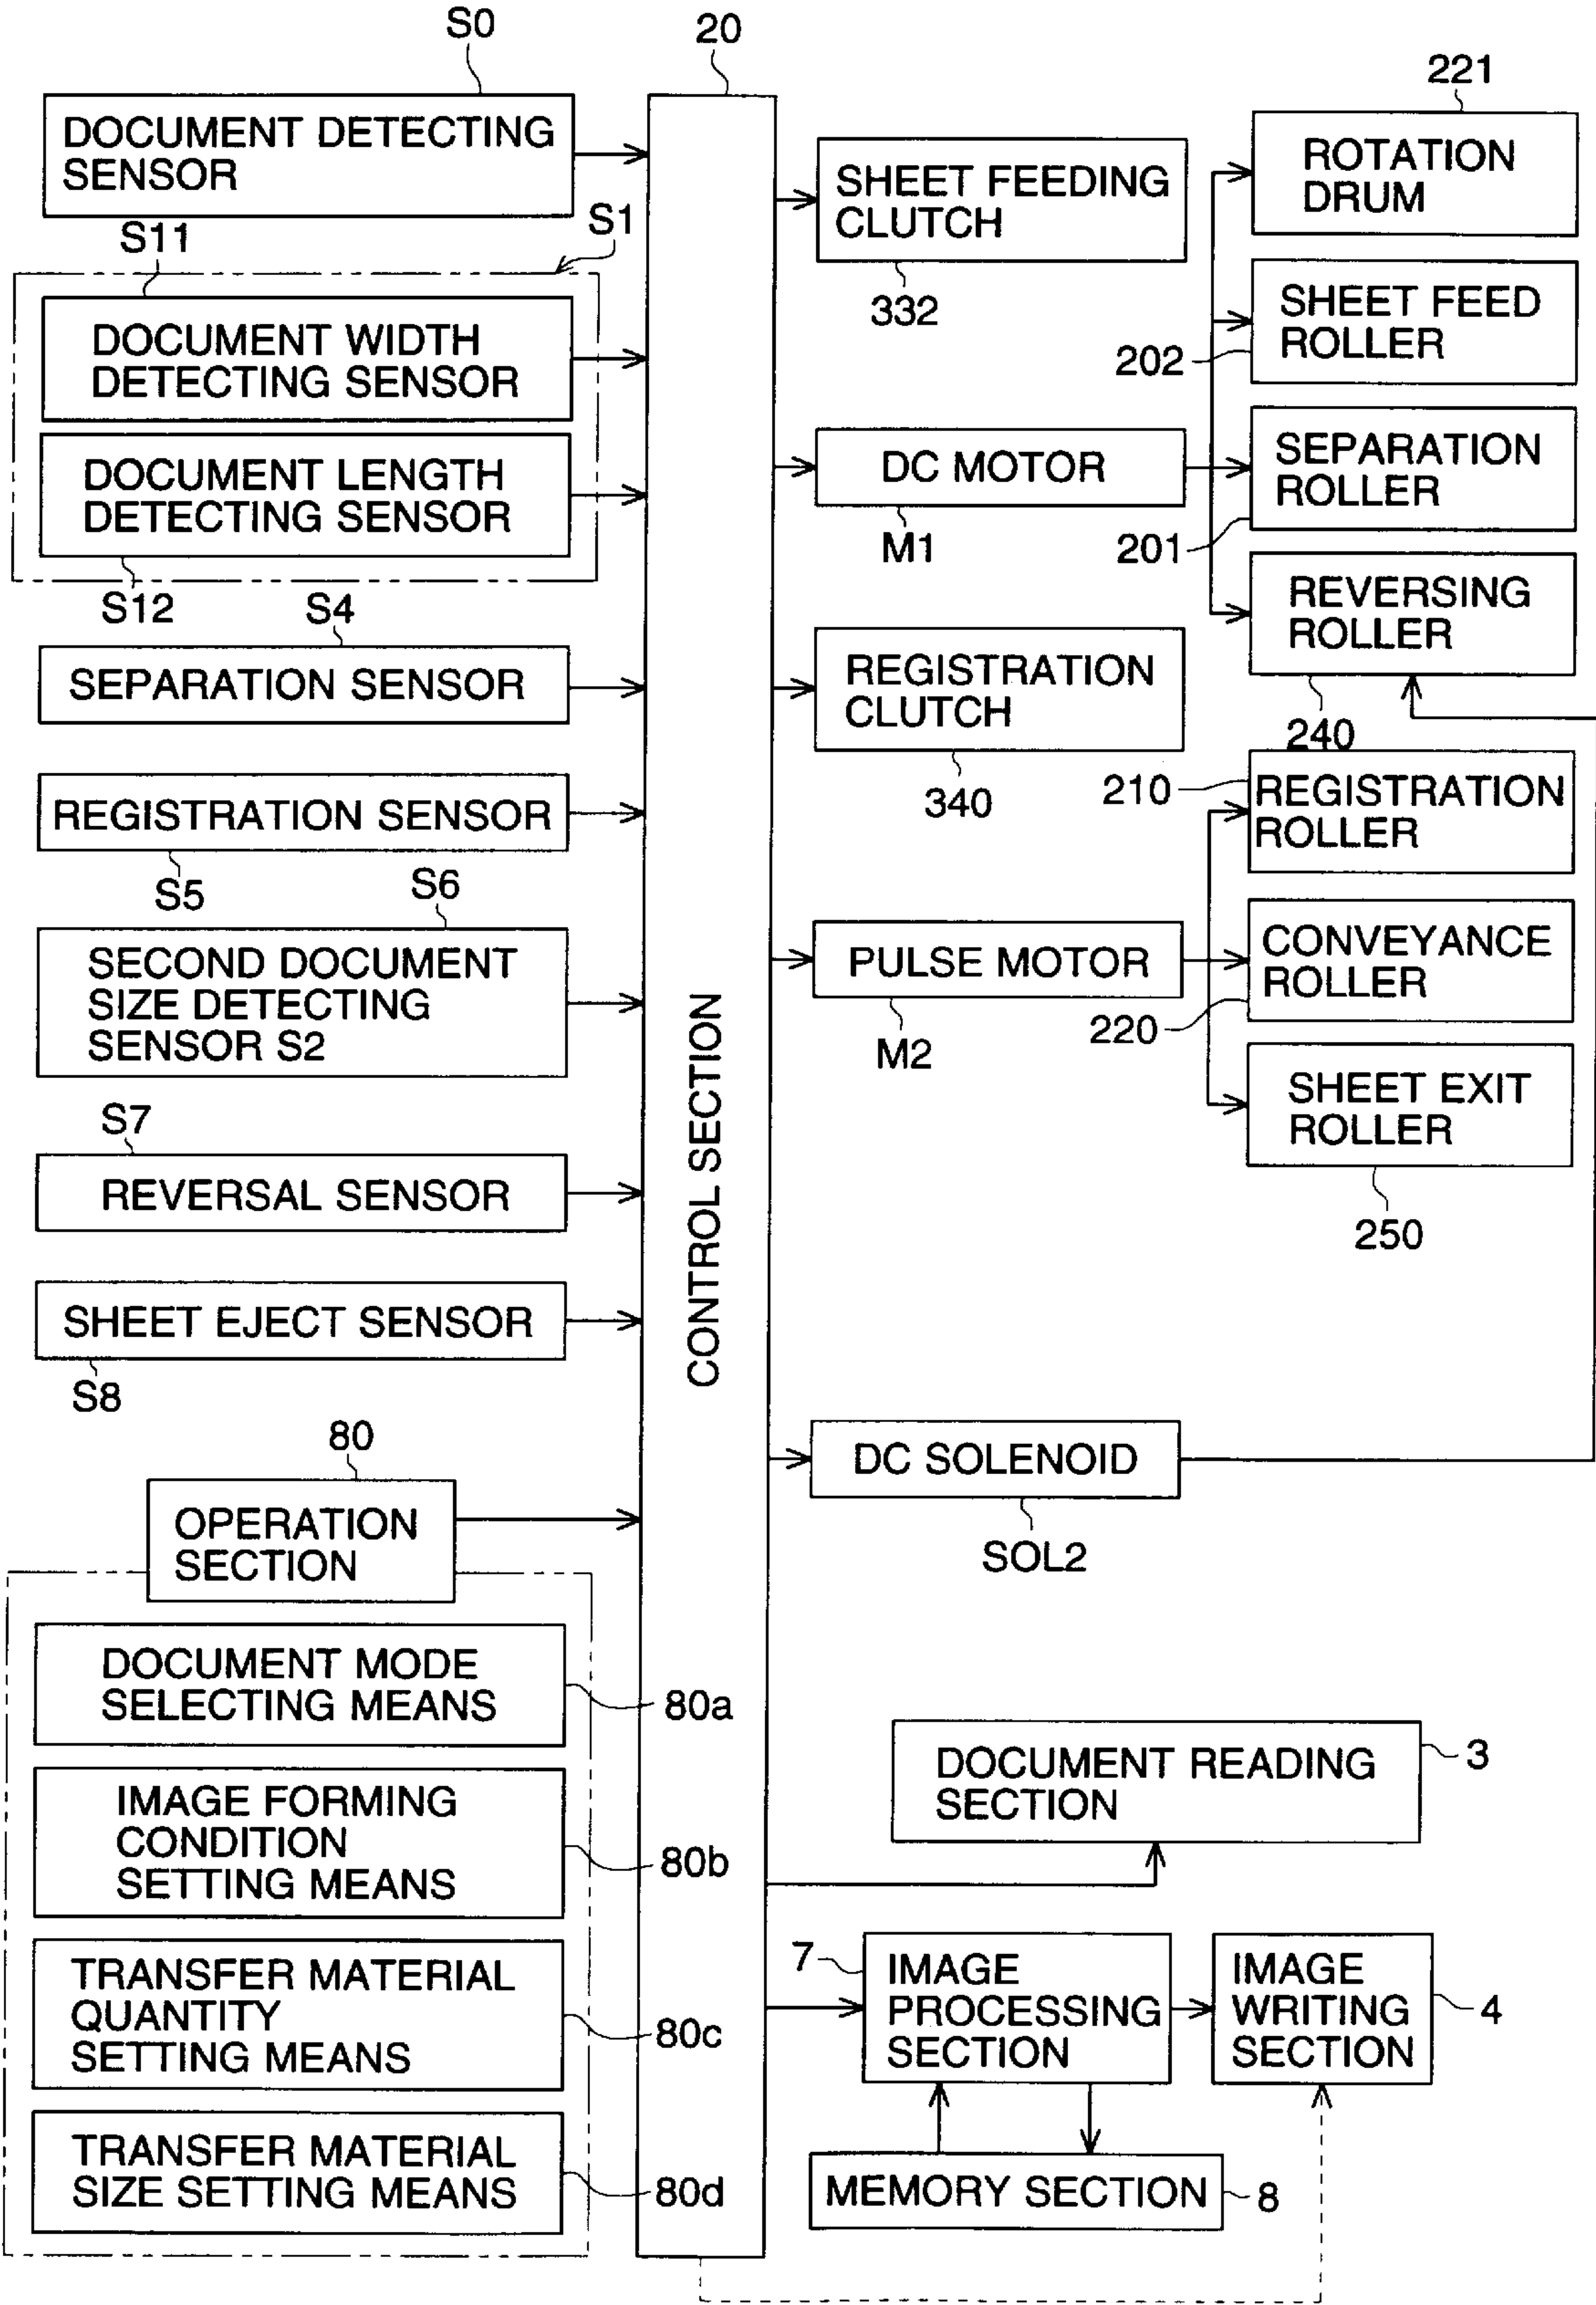 S0
DOCUMENT DETECTING
SENSOR
S11
S1
DOCUMENT WIDTH
DETECTING SENSOR
DOCUMENT LENGTH
DETECTING SENSOR
S12
S4
SEPARATION SENSOR
REGISTRATION SENSOR
S5
S6
SECOND DOCUMENT
SIZE DETECTING
SENSOR S2
S7
REVERSAL SENSOR
SHEET EJECT SENSOR
S8
80
OPERATION
SECTION
DOCUMENT MODE
SELECTING MEANS
80a
IMAGE FORMING
CONDITION
SETTING MEANS
80b
TRANSFER MATERIAL
QUANTITY
SETTING MEANS
80c
TRANSFER MATERIAL
SIZE SETTING MEANS
80d
20
CONTROL SECTION
SHEET FEEDING
CLUTCH
332
DC MOTOR
M1
REGISTRATION
CLUTCH
340
PULSE MOTOR
M2
DC SOLENOID
SOL2
221
ROTATION
DRUM
SHEET FEED
ROLLER
202
SEPARATION
ROLLER
201
REVERSING
ROLLER
240
210
REGISTRATION
ROLLER
CONVEYANCE
ROLLER
220
SHEET EXIT
ROLLER
250
DOCUMENT READING
SECTION
3
7
IMAGE
PROCESSING
SECTION
IMAGE
WRITING
SECTION
4
MEMORY SECTION
8